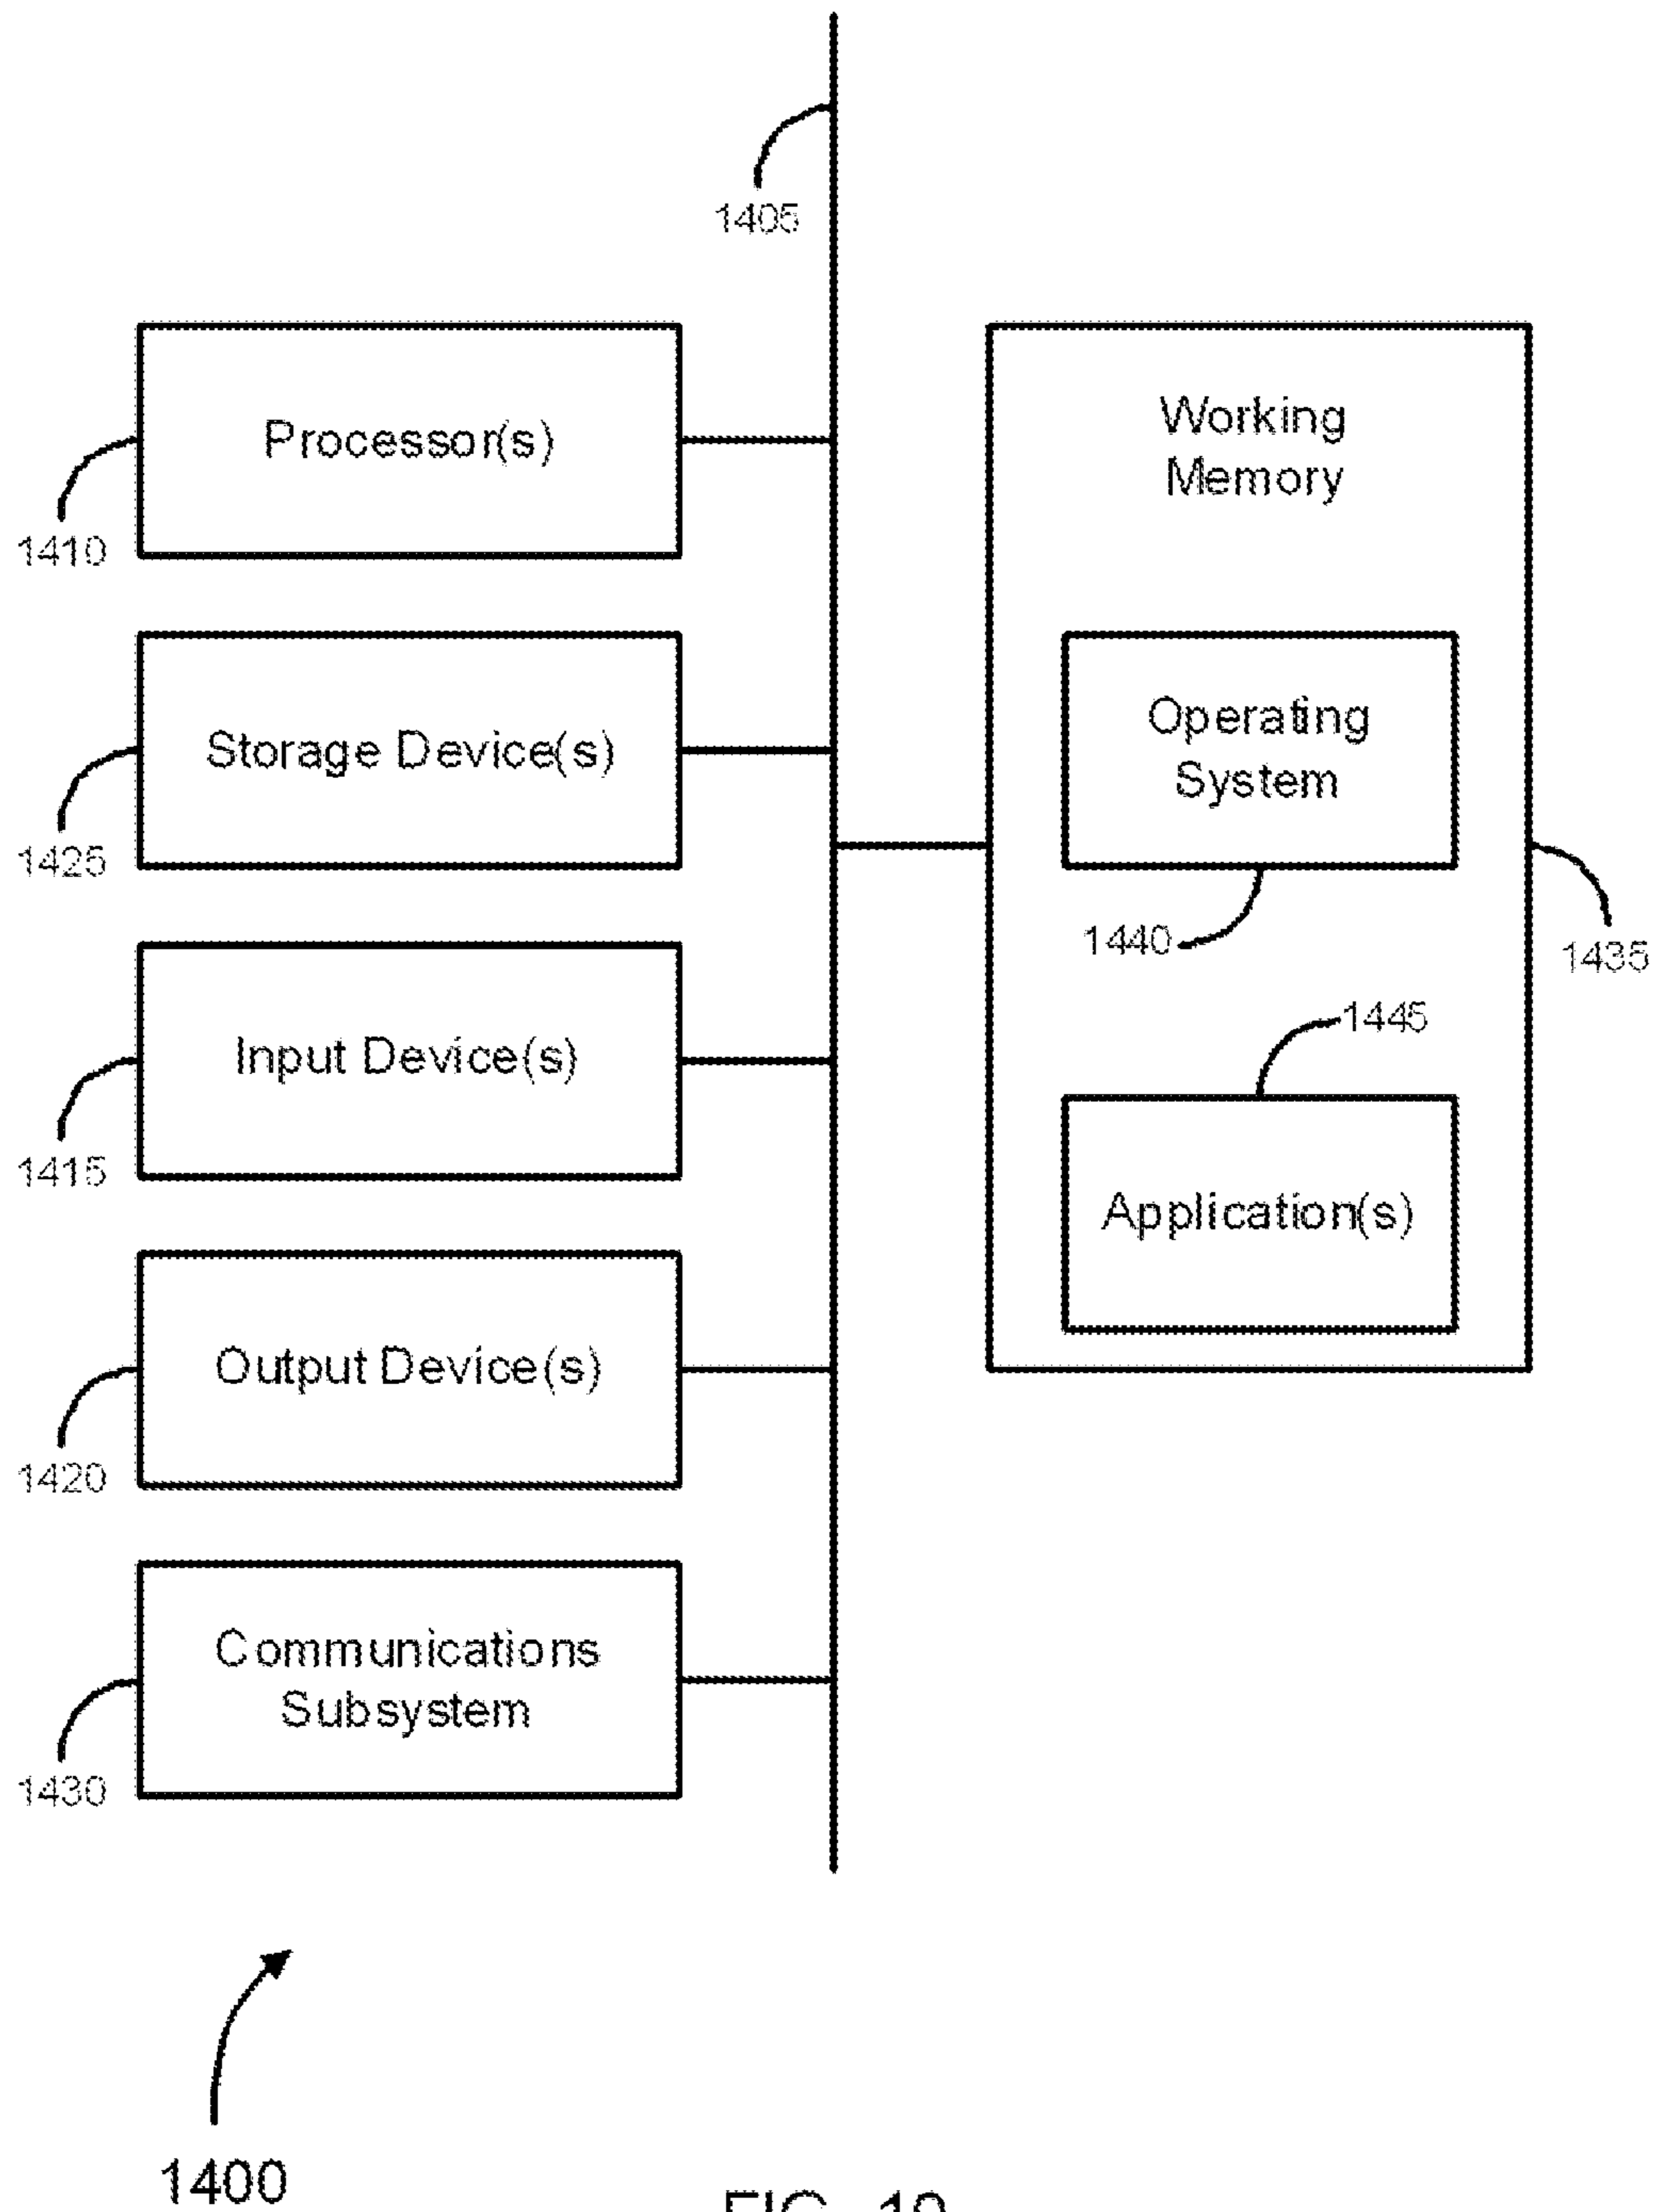 1405
Processor(s)
1410
Storage Device(s)
1425
Input Device(s)
1415
Output Device(s)
1420
Communications
Subsystem
1430
Working
Memory
Operating
System
1440
1435
1445
Application(s)
1400